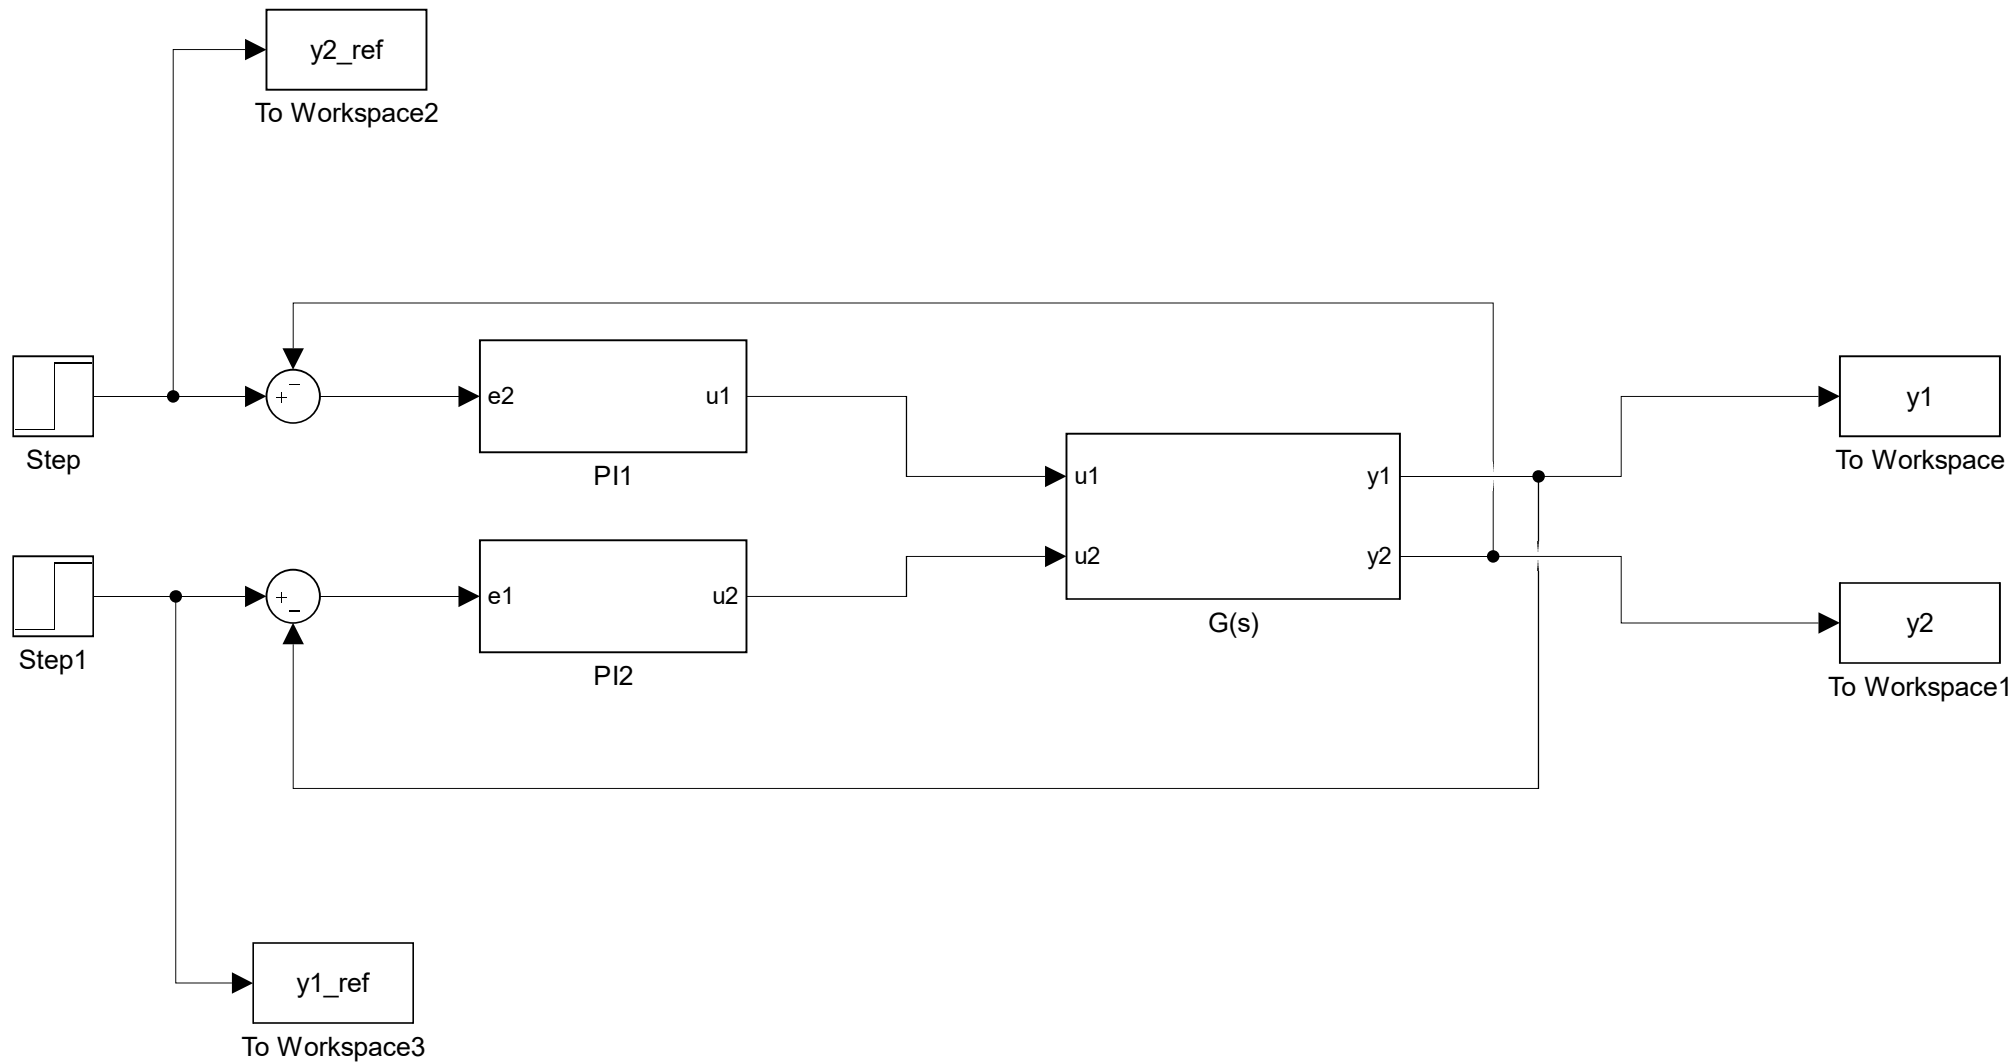 y2_ref
To Workspace2
+
−
Step
e2
u1
PI1
u1
y1
u2
y2
G(s)
y1
To Workspace
+
−
Step1
e1
u2
PI2
y2
To Workspace1
y1_ref
To Workspace3